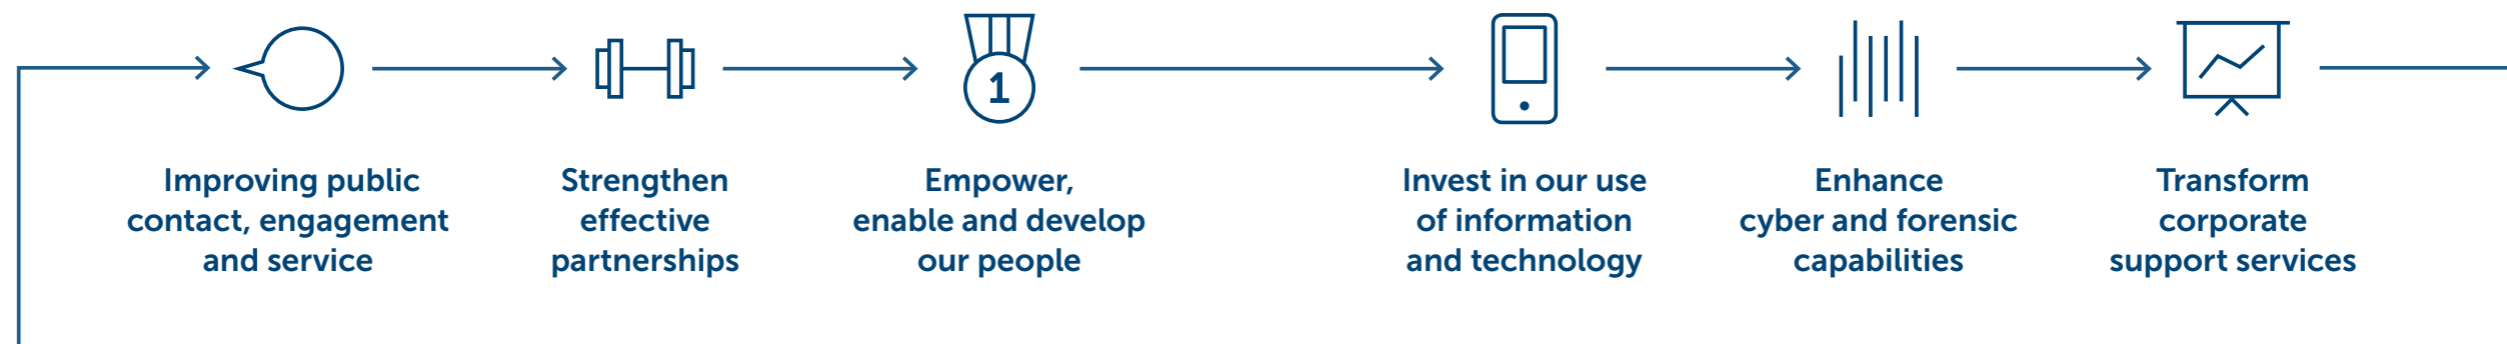 1
Improving public
contact, engagement
and service
Strengthen
effective
partnerships
Empower,
enable and develop
our people
Invest in our use
of information
and technology
Enhance
cyber and forensic
capabilities
Transform
corporate
support services